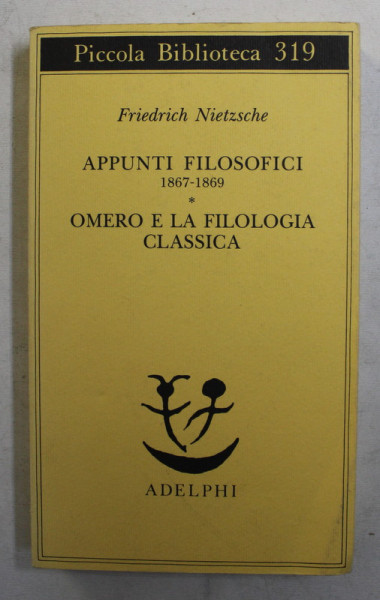 Piccola Biblioteca 319
Friedrich Nietzsche
APPUNTI FILOSOFICI
1867-1869
*
OMERO E LA FILOLOGIA
CLASSICA
ADELPHI